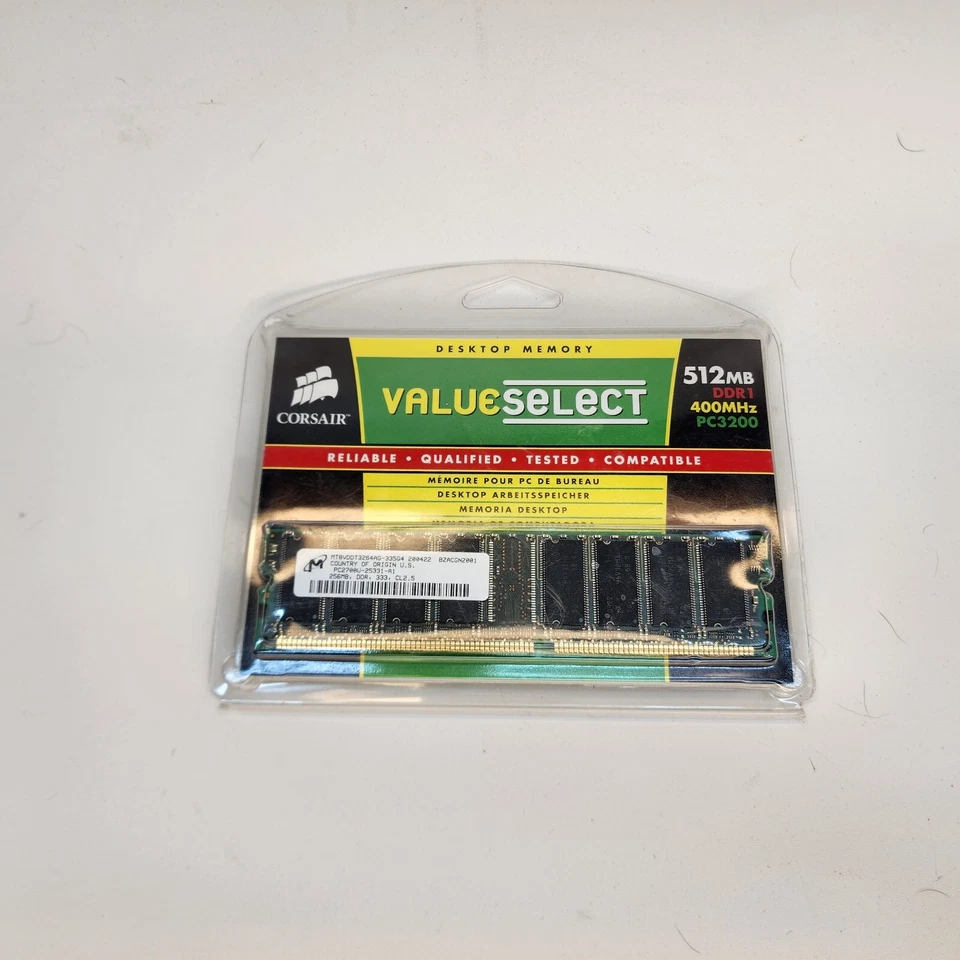 DESKTOP MEMORY
CORSAIR™
VALUESELECT
512MB
DDR1
400MHz
PC3200
RELIABLE • QUALIFIED • TESTED • COMPATIBLE
MÉMOIRE POUR PC DE BUREAU
DESKTOP ARBEITSSPEICHER
MEMORIA DESKTOP
MT8VDDT3264AG-335G4 200422 BZACGN2001
COUNTRY OF ORIGIN U.S.
PC2700U-25331-A1
256MB, DDR, 333, CL2.5